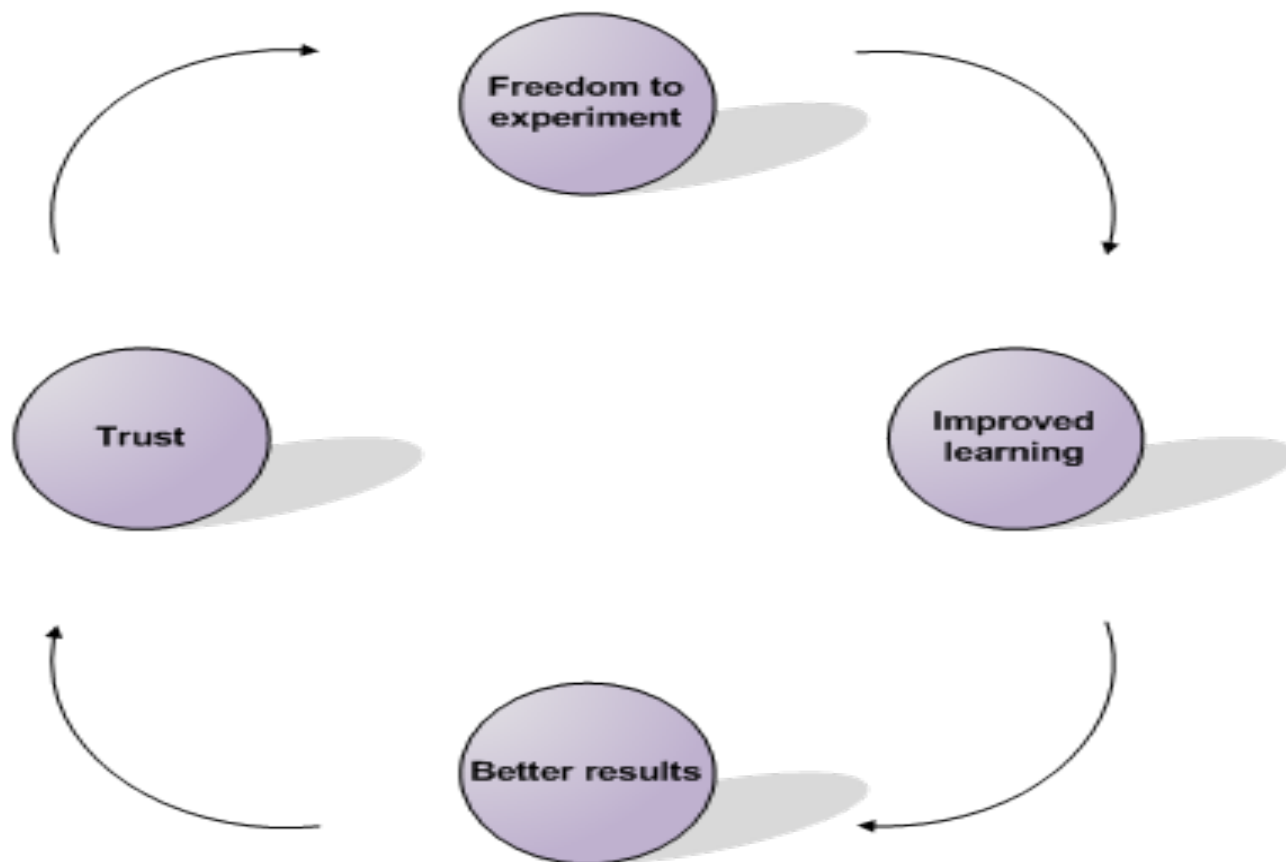 Freedom to
experiment
Trust
Improved
learning
Better results